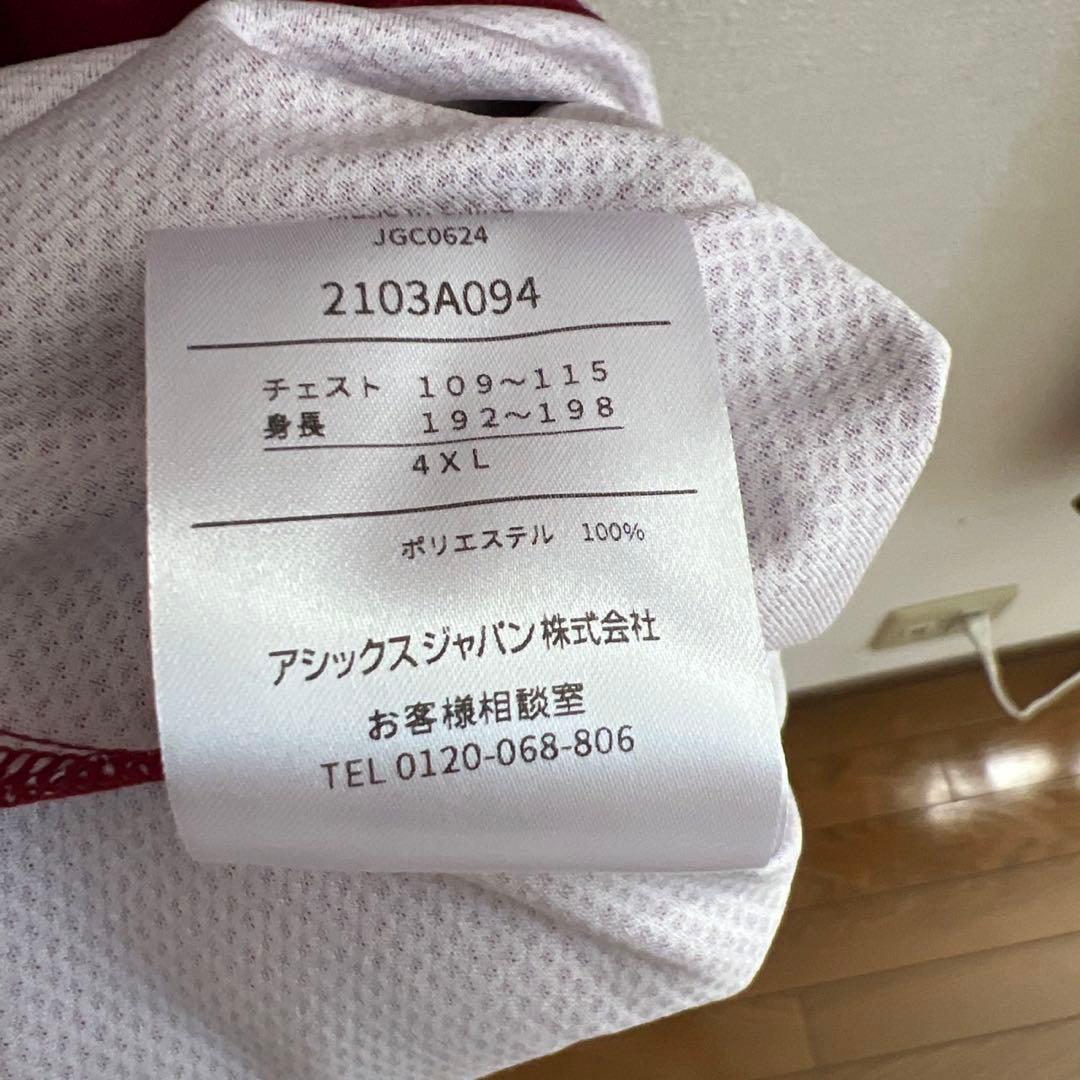 JGC0624
2103A094
チェスト 109～115
身長 192～198
4XL
ポリエステル 100%
アシックスジャパン株式会社
お客様相談室
TEL 0120-068-806